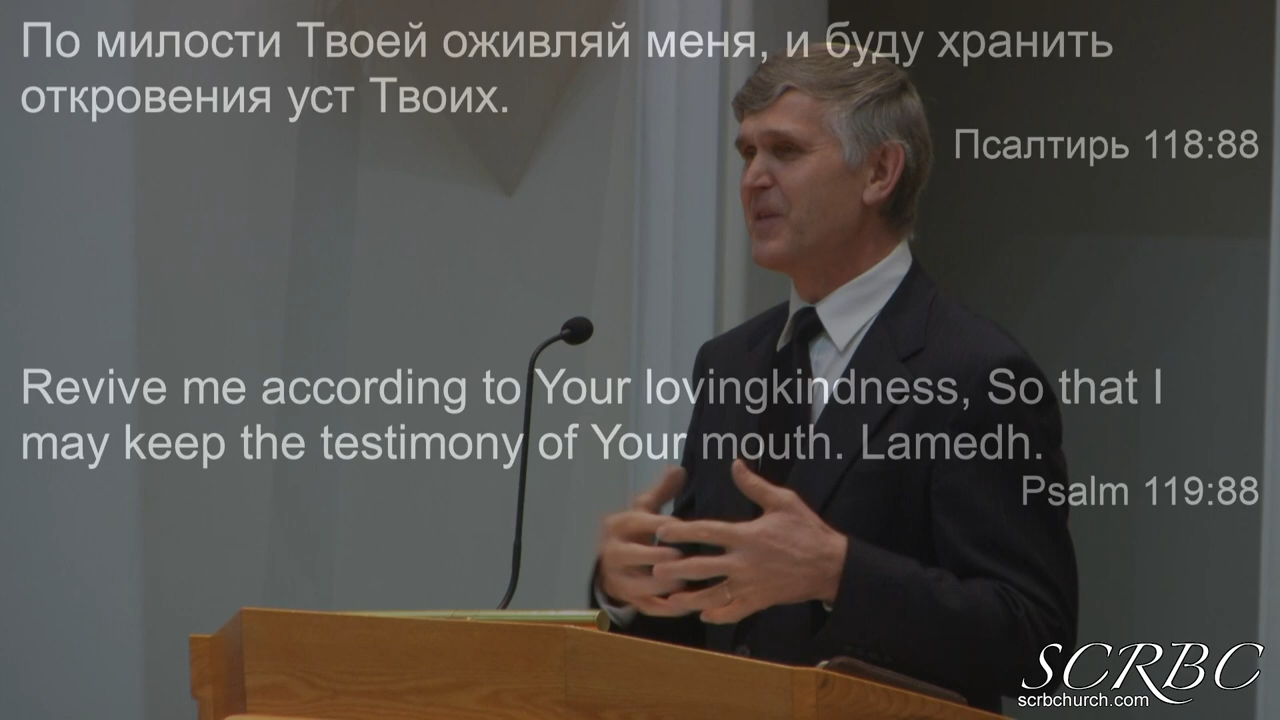 По милости Твоей оживляй меня, и буду хранить
откровения уст Твоих.
Псалтирь 118:88
Revive me according to Your lovingkindness, So that I
may keep the testimony of Your mouth. Lamedh.
Psalm 119:88
SCRBC
scrbchurch.com